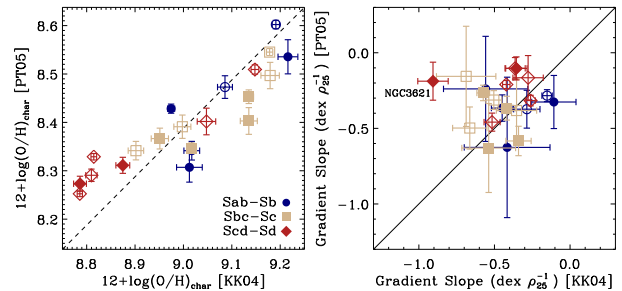 12+log(O/H)char [PT05]
8.6
8.5
8.4
8.3
8.2
8.8 8.9 9.0 9.1 9.2
12+log(O/H)char [KK04]
Sab-Sb
Sbc-Sc
Scd-Sd
Gradient Slope (dex ρ25⁻¹) [PT05]
0.0
-0.5
-1.0
NGC3621
-1.0 -0.5 0.0
Gradient Slope (dex ρ25⁻¹) [KK04]